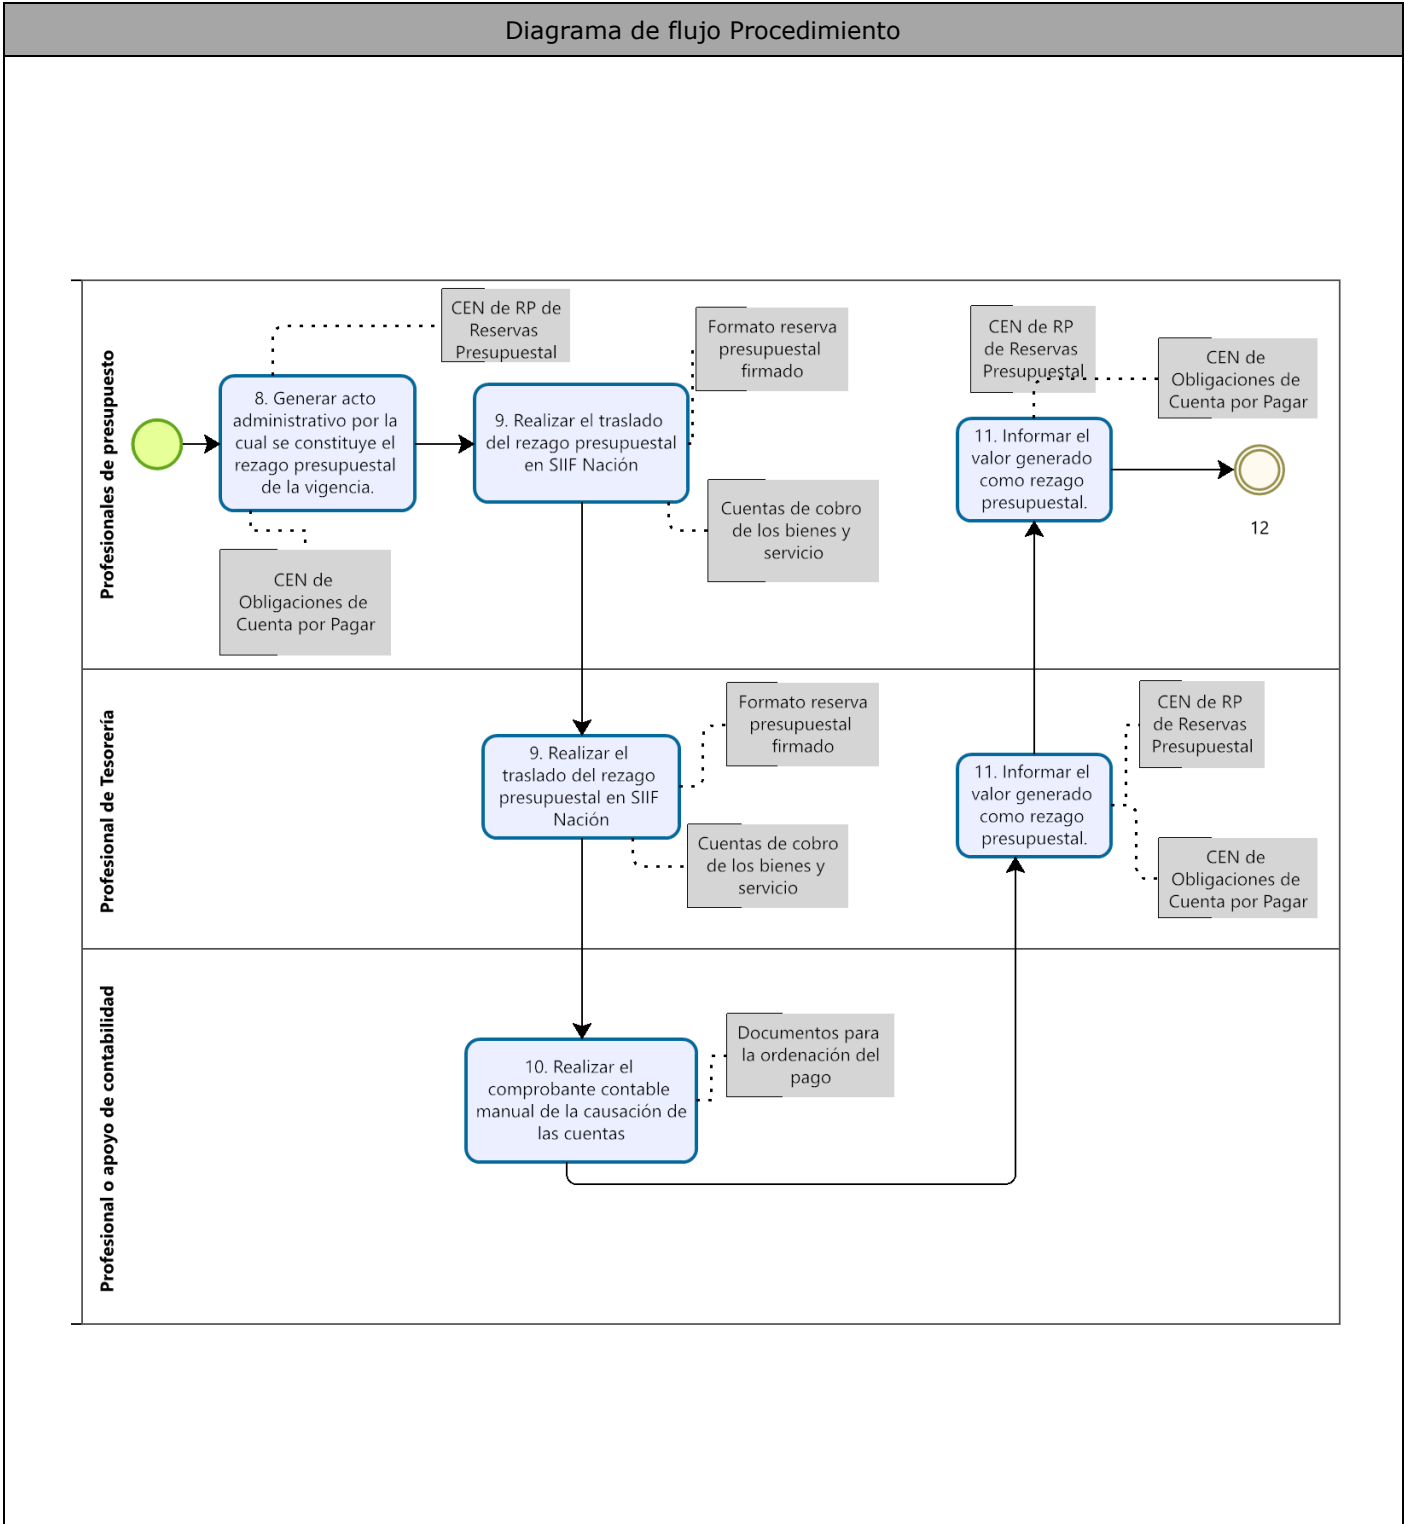 Diagrama de flujo Procedimiento
Profesionales de presupuesto
CEN de RP de
Reservas
Presupuestal
8. Generar acto
administrativo por la
cual se constituye el
rezago presupuestal
de la vigencia.
CEN de
Obligaciones de
Cuenta por Pagar
Formato reserva
presupuestal
firmado
9. Realizar el traslado
del rezago presupuestal
en SIIF Nación
Cuentas de cobro
de los bienes y
servicio
CEN de RP
de Reservas
Presupuestal
CEN de
Obligaciones de
Cuenta por Pagar
11. Informar el
valor generado
como rezago
presupuestal.
12
Profesional de Tesorería
Formato reserva
presupuestal
firmado
9. Realizar el
traslado del rezago
presupuestal en SIIF
Nación
Cuentas de cobro
de los bienes y
servicio
CEN de RP
de Reservas
Presupuestal
11. Informar el
valor generado
como rezago
presupuestal.
CEN de
Obligaciones de
Cuenta por Pagar
Profesional o apoyo de contabilidad
Documentos para
la ordenación del
pago
10. Realizar el
comprobante contable
manual de la causación de
las cuentas